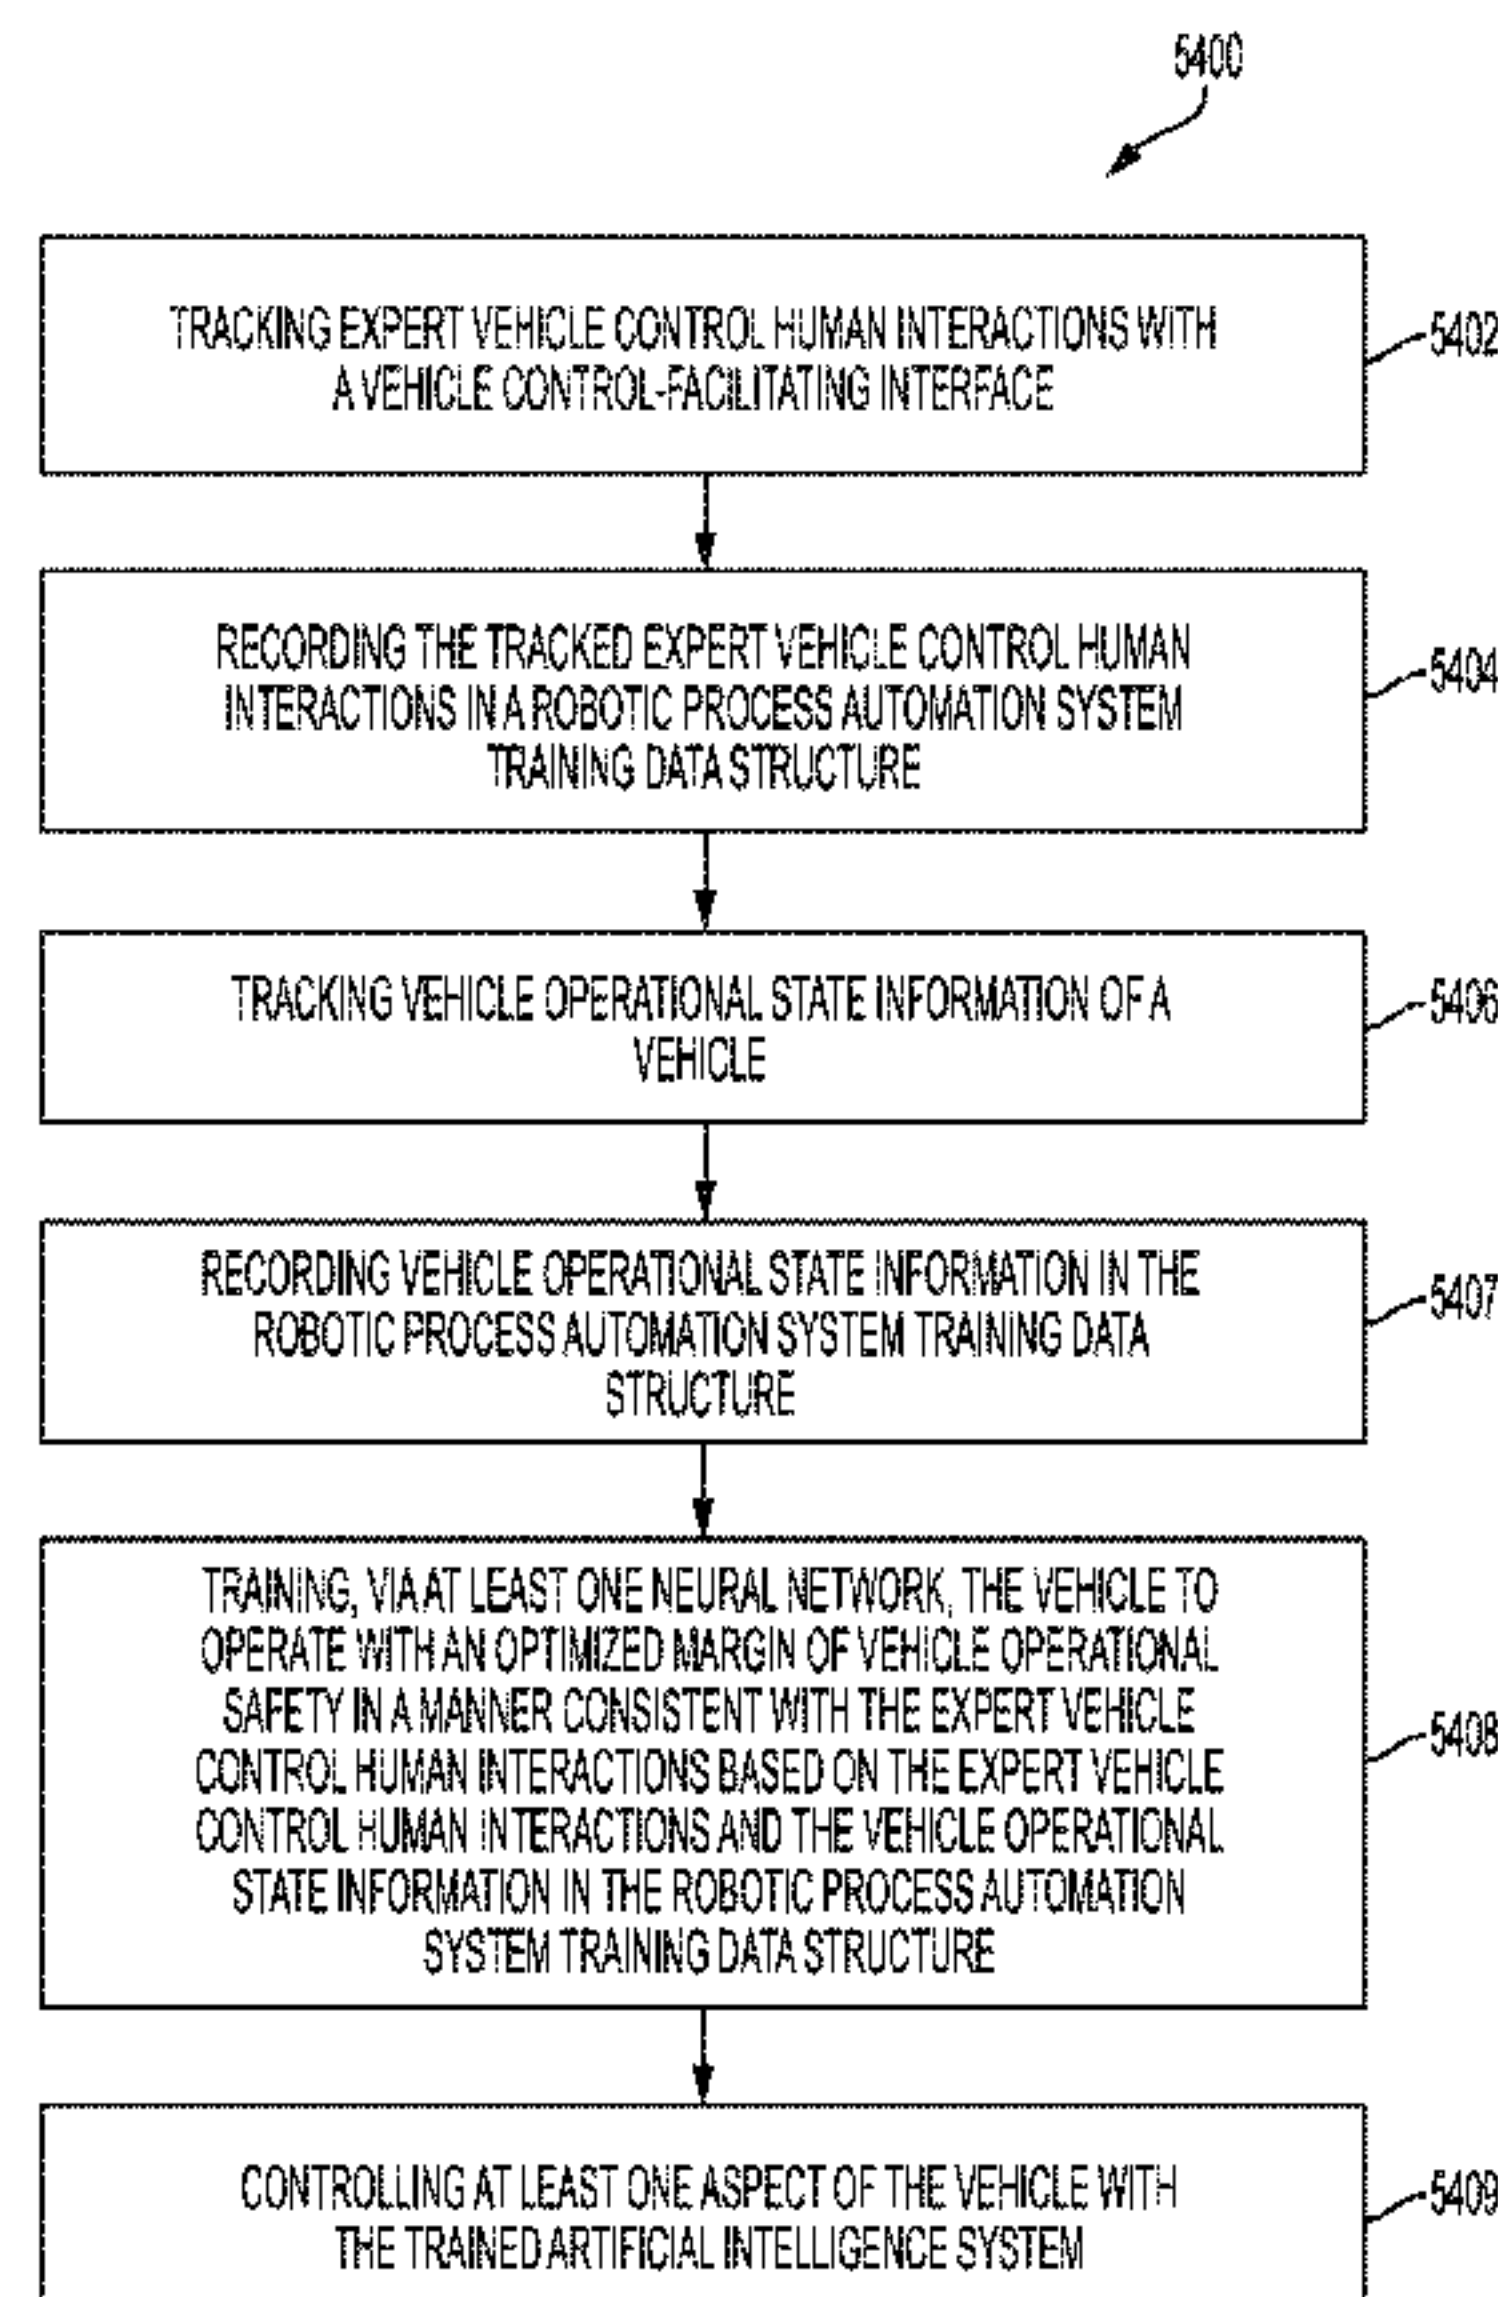 5400
TRACKING EXPERT VEHICLE CONTROL HUMAN INTERACTIONS WITH
A VEHICLE CONTROL-FACILITATING INTERFACE
5402
RECORDING THE TRACKED EXPERT VEHICLE CONTROL HUMAN
INTERACTIONS IN A ROBOTIC PROCESS AUTOMATION SYSTEM
TRAINING DATA STRUCTURE
5404
TRACKING VEHICLE OPERATIONAL STATE INFORMATION OF A
VEHICLE
5406
RECORDING VEHICLE OPERATIONAL STATE INFORMATION IN THE
ROBOTIC PROCESS AUTOMATION SYSTEM TRAINING DATA
STRUCTURE
5407
TRAINING, VIA AT LEAST ONE NEURAL NETWORK, THE VEHICLE TO
OPERATE WITH AN OPTIMIZED MARGIN OF VEHICLE OPERATIONAL
SAFETY IN A MANNER CONSISTENT WITH THE EXPERT VEHICLE
CONTROL HUMAN INTERACTIONS BASED ON THE EXPERT VEHICLE
CONTROL HUMAN INTERACTIONS AND THE VEHICLE OPERATIONAL
STATE INFORMATION IN THE ROBOTIC PROCESS AUTOMATION
SYSTEM TRAINING DATA STRUCTURE
5408
CONTROLLING AT LEAST ONE ASPECT OF THE VEHICLE WITH
THE TRAINED ARTIFICIAL INTELLIGENCE SYSTEM
5409